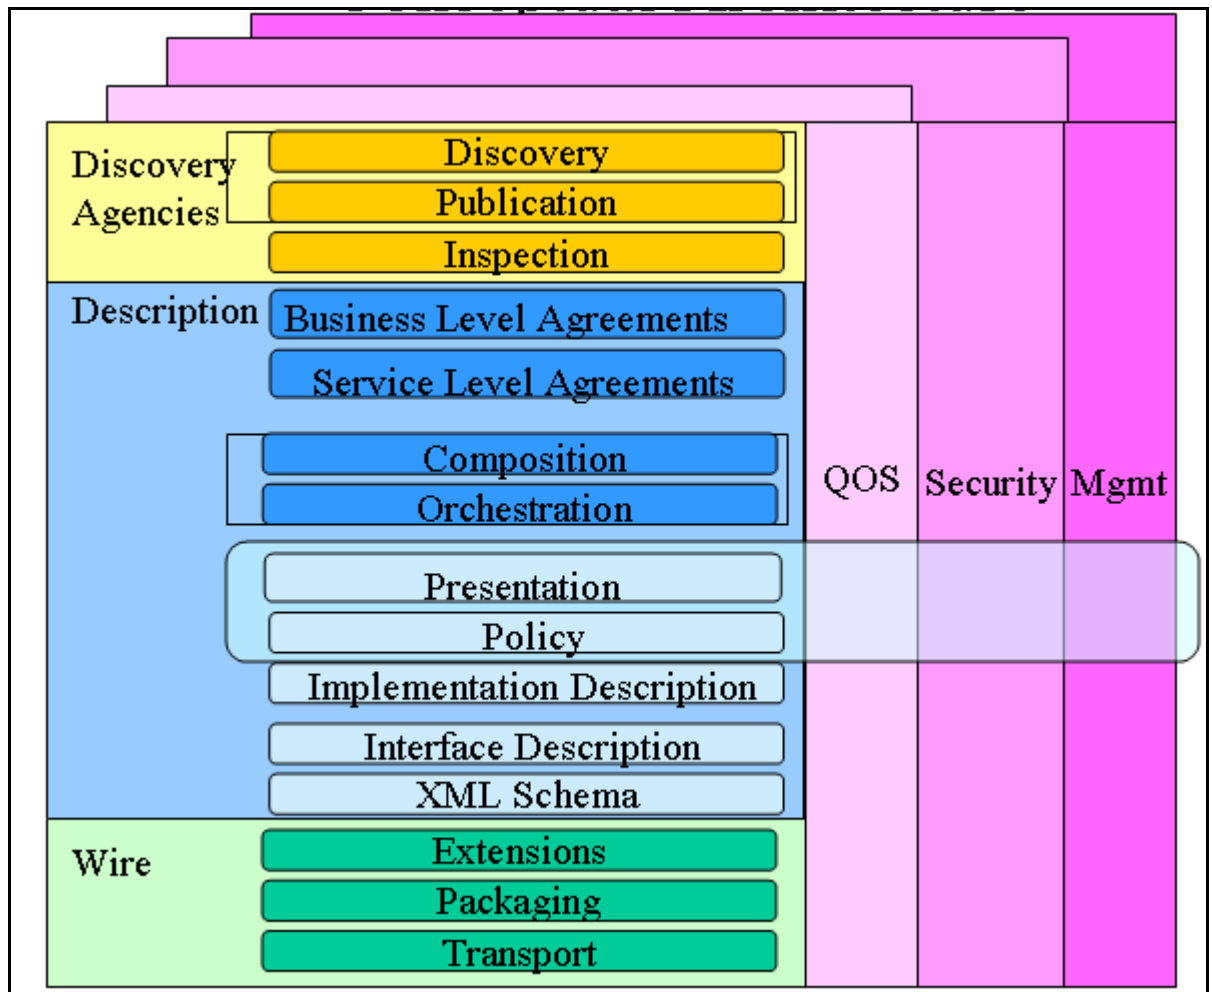 Discovery
Agencies
Discovery
Publication
Inspection
Description
Business Level Agreements
Service Level Agreements
Composition
Orchestration
Presentation
Policy
Implementation Description
Interface Description
XML Schema
Wire
Extensions
Packaging
Transport
QOS
Security
Mgmt